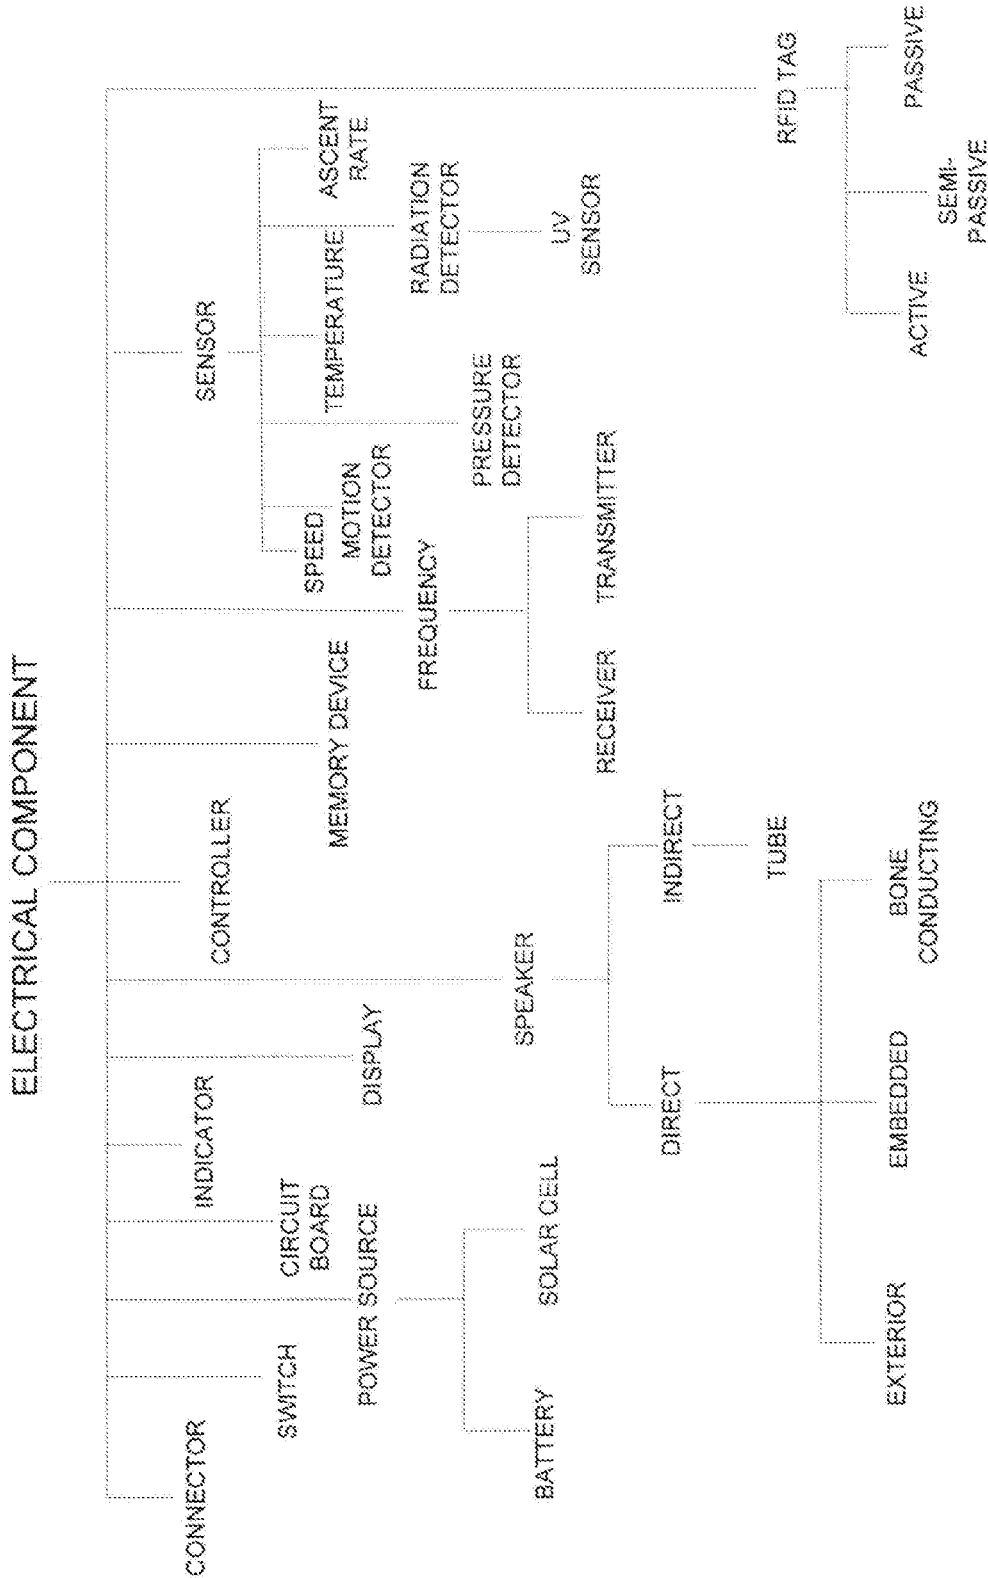 ELECTRICAL COMPONENT
CONNECTOR
SWITCH
POWER SOURCE
BATTERY
SOLAR CELL
CIRCUIT
BOARD
INDICATOR
DISPLAY
SPEAKER
DIRECT
EXTERIOR
EMBEDDED
BONE
CONDUCTING
INDIRECT
TUBE
CONTROLLER
MEMORY DEVICE
FREQUENCY
RECEIVER
TRANSMITTER
SENSOR
SPEED
MOTION
DETECTOR
PRESSURE
DETECTOR
TEMPERATURE
RADIATION
DETECTOR
UV
SENSOR
ASCENT
RATE
RFID TAG
ACTIVE
SEMI-
PASSIVE
PASSIVE